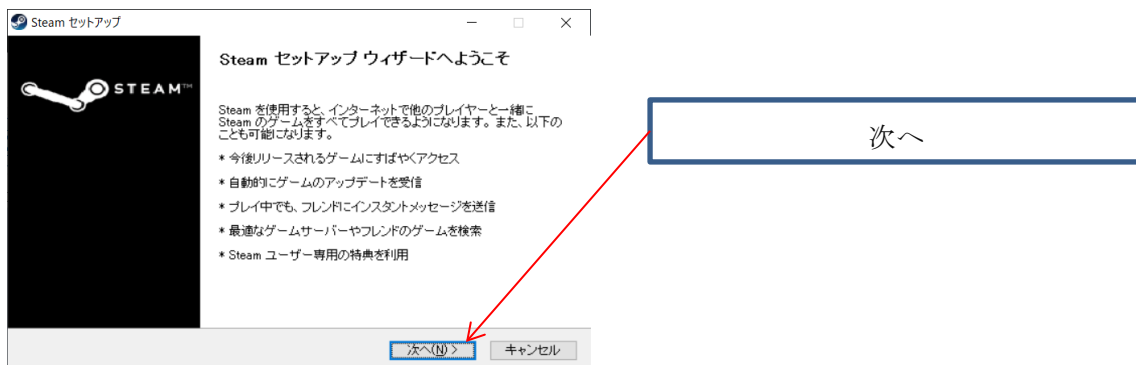 Steam セットアップ
STEAM™
Steam セットアップ ウィザードへようこそ
Steam を使用すると、インターネットで他のプレイヤーと一緒に
Steam のゲームをすべてプレイできるようになります。また、以下の
ことも可能になります。
* 今後リリースされるゲームにすばやくアクセス
* 自動的にゲームのアップデートを受信
* プレイ中でも、フレンドにインスタントメッセージを送信
* 最適なゲームサーバーやフレンドのゲームを検索
* Steam ユーザー専用の特典を利用
次へ(N) >
キャンセル
次へ